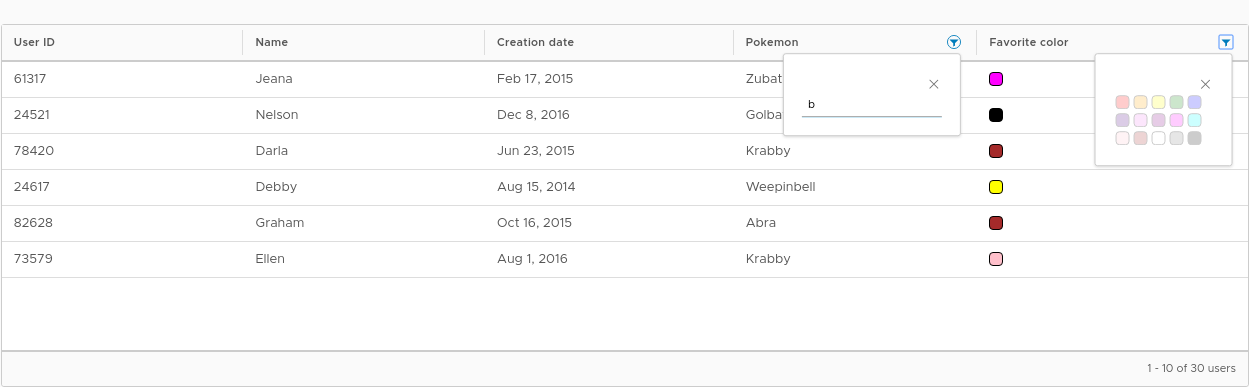 User ID Name Creation date Pokemon Favorite color
61317 Jeana Feb 17, 2015 Zubat
b
24521 Nelson Dec 8, 2016 Golba
78420 Darla Jun 23, 2015 Krabby
24617 Debby Aug 15, 2014 Weepinbell
82628 Graham Oct 16, 2015 Abra
73579 Ellen Aug 1, 2016 Krabby
1 - 10 of 30 users